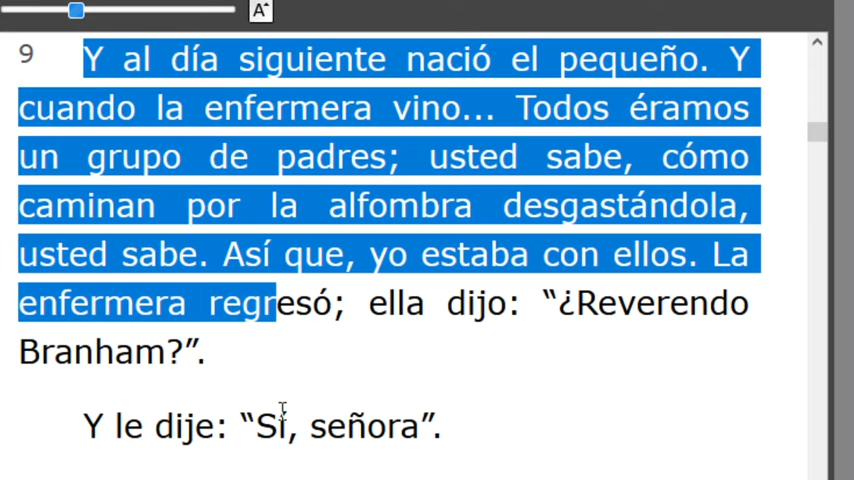 A
9 Y al día siguiente nació el pequeño. Y
cuando la enfermera vino... Todos éramos
un grupo de padres; usted sabe, cómo
caminan por la alfombra desgastándola,
usted sabe. Así que, yo estaba con ellos. La
enfermera regresó; ella dijo: “¿Reverendo
Branham?”.
Y le dije: “Sí, señora”.